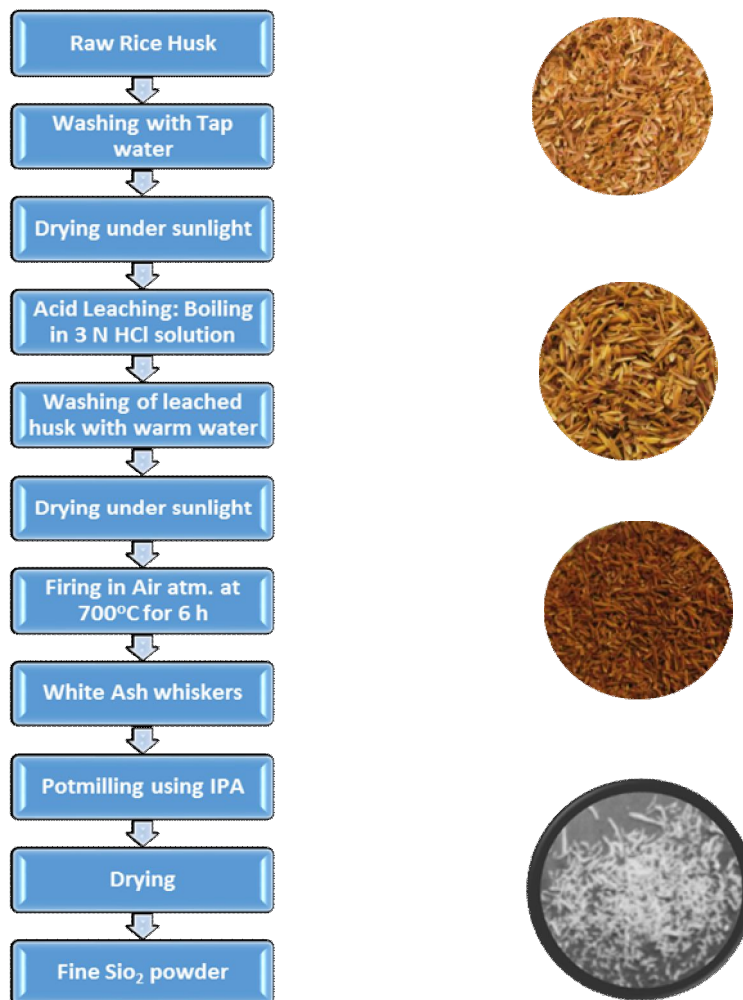 Raw Rice Husk
Washing with Tap
water
Drying under sunlight
Acid Leaching: Boiling
in 3 N HCl solution
Washing of leached
husk with warm water
Drying under sunlight
Firing in Air atm. at
700°C for 6 h
White Ash whiskers
Potmilling using IPA
Drying
Fine Sio₂ powder